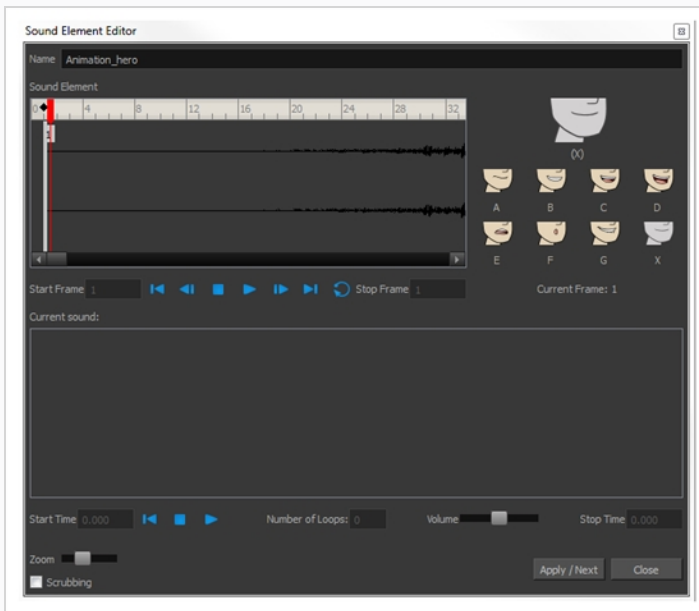 Sound Element Editor
Name Animation_hero
Sound Element
0 4 8 12 16 20 24 28 32
1
(X)
A B C D
E F G X
Start Frame 1 Stop Frame 1 Current Frame: 1
Current sound:
Start Time 0.000 Number of Loops: 0 Volume Stop Time 0.000
Zoom
Scrubbing
Apply / Next Close